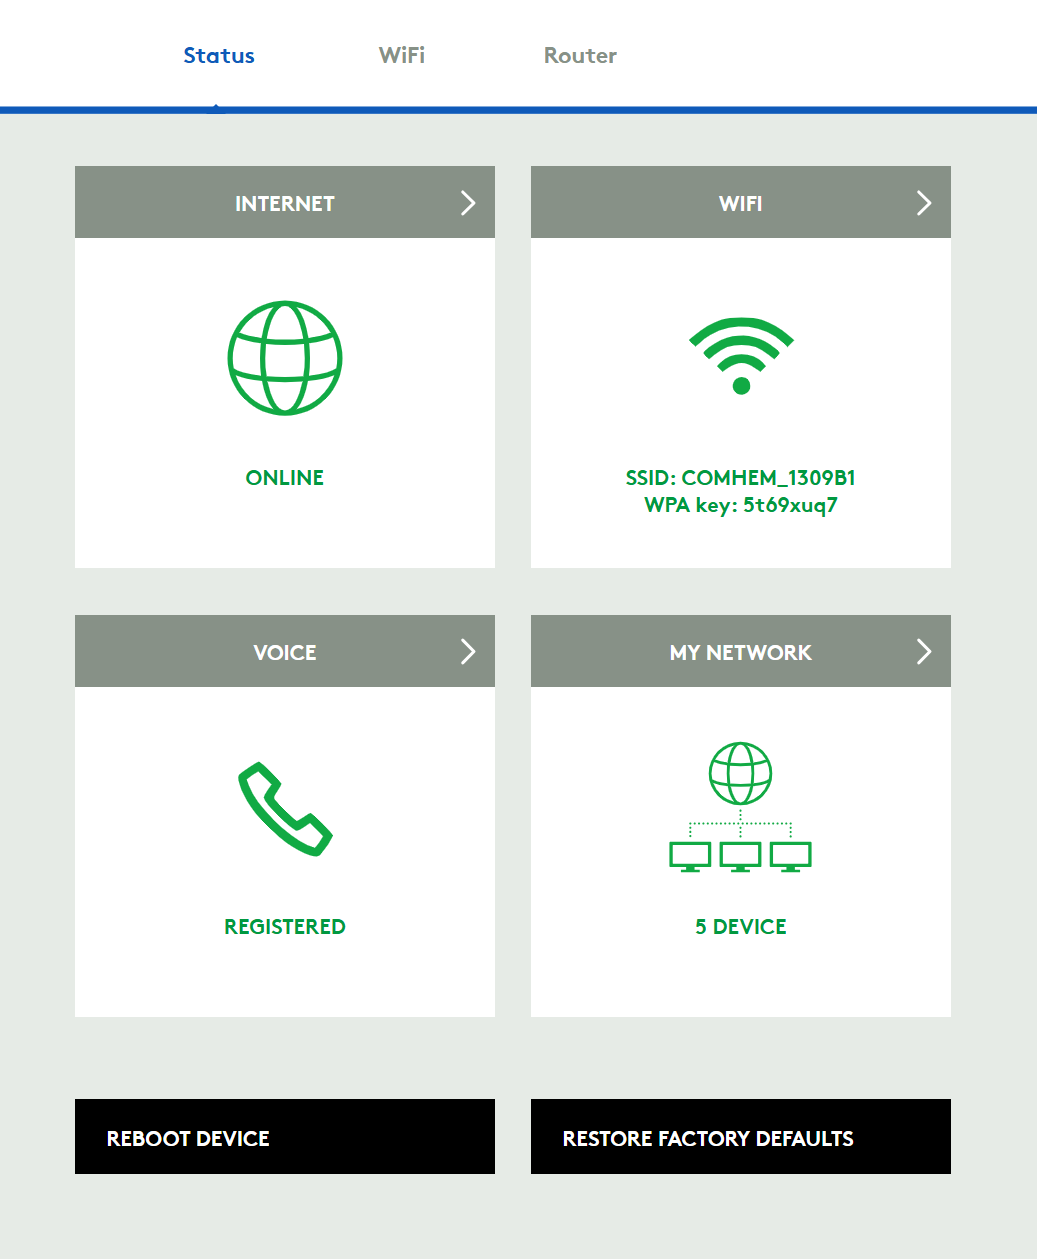 Status
WiFi
Router
INTERNET
WIFI
ONLINE
SSID: COMHEM_1309B1
WPA key: 5t69xuq7
VOICE
MY NETWORK
REGISTERED
5 DEVICE
REBOOT DEVICE
RESTORE FACTORY DEFAULTS